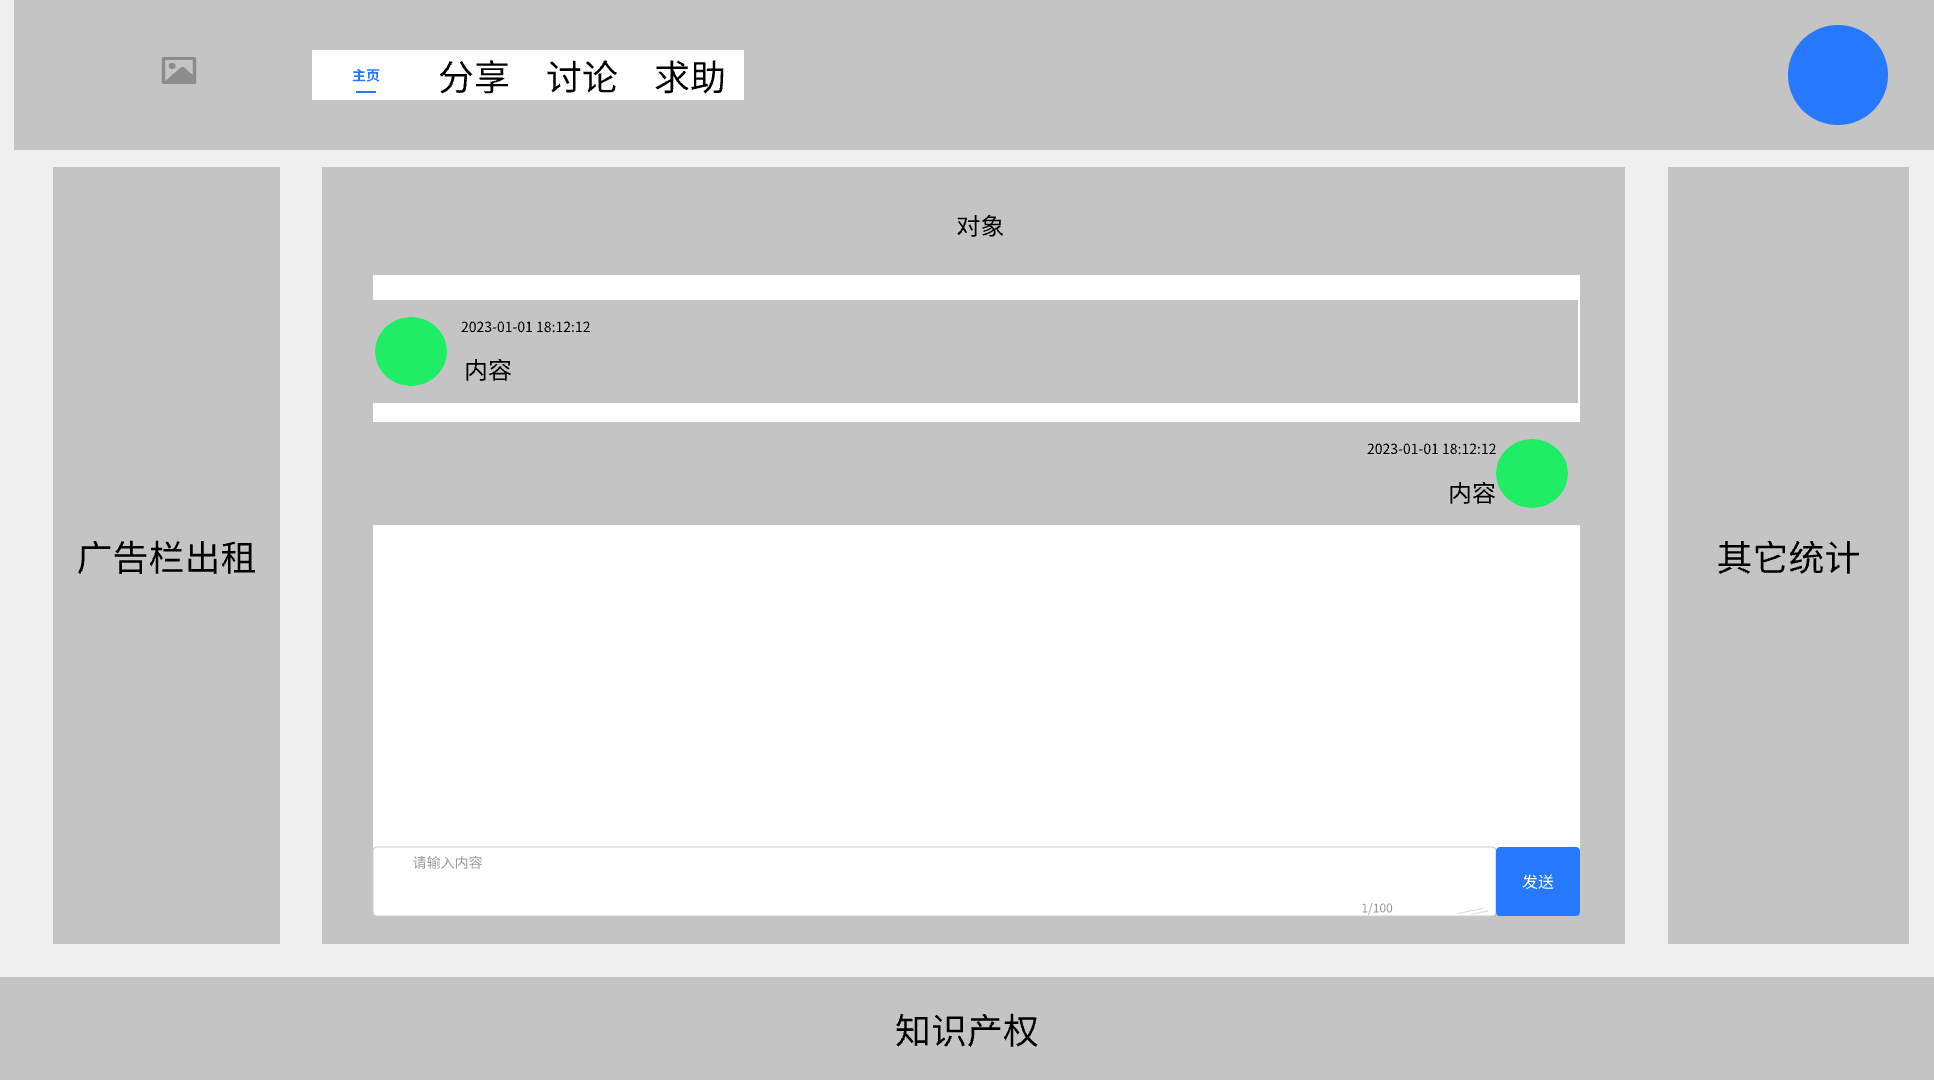 主页
分享
讨论
求助
对象
2023-01-01 18:12:12
内容
2023-01-01 18:12:12
内容
广告栏出租
其它统计
请输入内容
1/100
发送
知识产权